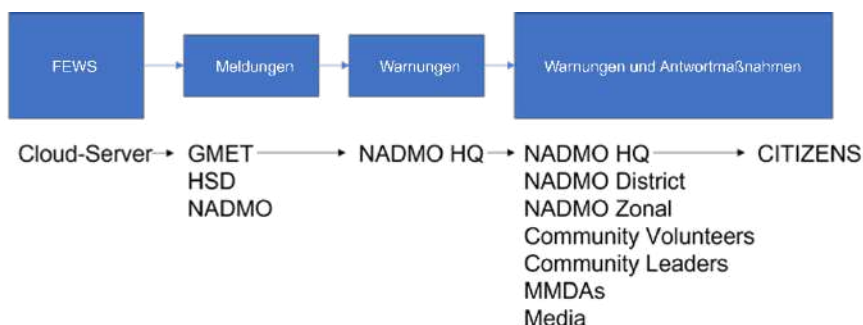 FEWS Meldungen Warnungen Warnungen und Antwortmaßnahmen
Cloud-Server GMET NADMO HQ NADMO HQ CITIZENS
HSD NADMO District
NADMO NADMO Zonal
Community Volunteers
Community Leaders
MMDAs
Media